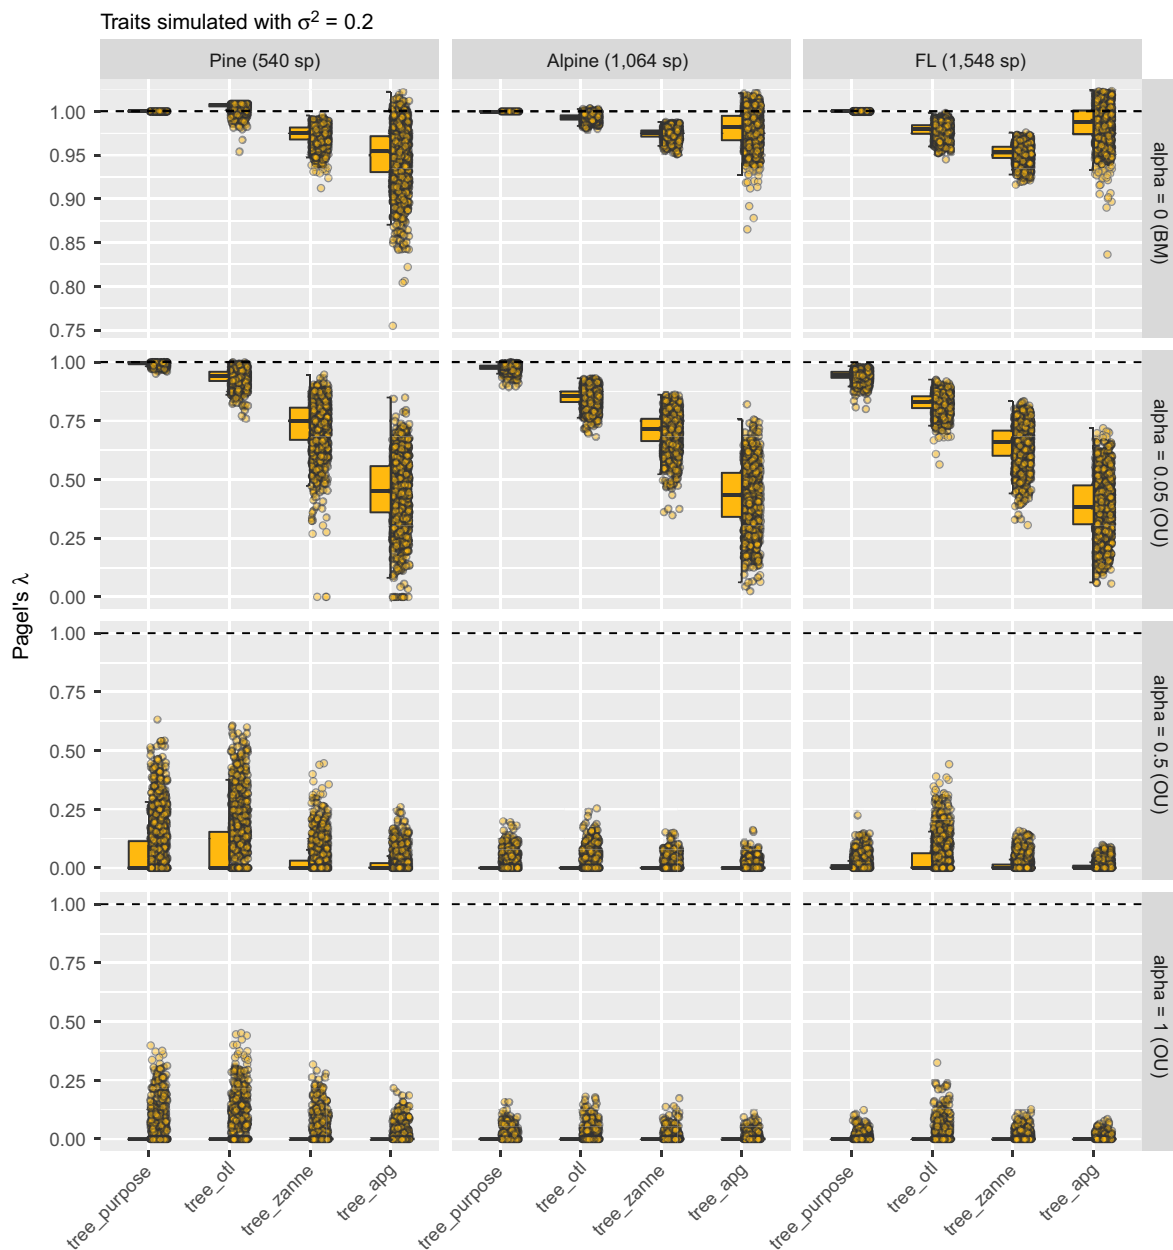 Traits simulated with σ² = 0.2
Pine (540 sp)
Alpine (1,064 sp)
FL (1,548 sp)
1.00
0.95
0.90
0.85
0.80
0.75
alpha = 0 (BM)
1.00
0.75
0.50
0.25
0.00
alpha = 0.05 (OU)
Pagel's λ
1.00
0.75
0.50
0.25
0.00
alpha = 0.5 (OU)
1.00
0.75
0.50
0.25
0.00
alpha = 1 (OU)
tree_purpose
tree_otl
tree_zanne
tree_apg
tree_purpose
tree_otl
tree_zanne
tree_apg
tree_purpose
tree_otl
tree_zanne
tree_apg